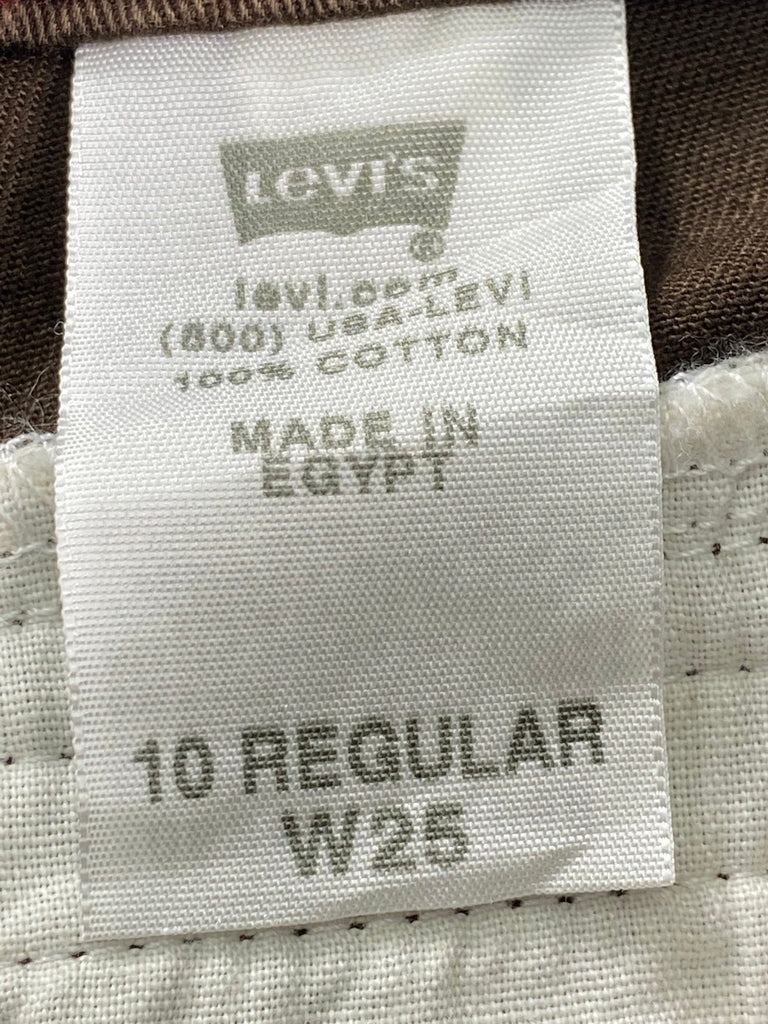 Levi's
®
levi.com
(800) USA-LEVI
100% COTTON
MADE IN
EGYPT
10 REGULAR
W25